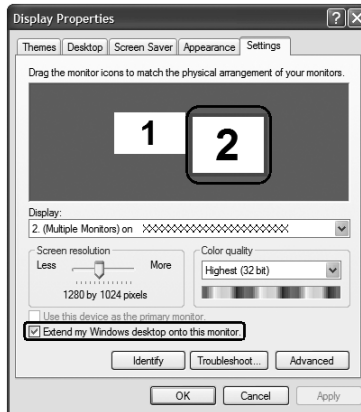 Display Properties
Themes Desktop Screen Saver Appearance Settings
Drag the monitor icons to match the physical arrangement of your monitors.
1 2
Display:
2. (Multiple Monitors) on XXXXXXXXXXXXXXXXXXXXXX
Screen resolution Color quality
Less More Highest (32 bit)
1280 by 1024 pixels
Use this device as the primary monitor.
Extend my Windows desktop onto this monitor.
Identify Troubleshoot... Advanced
OK Cancel Apply